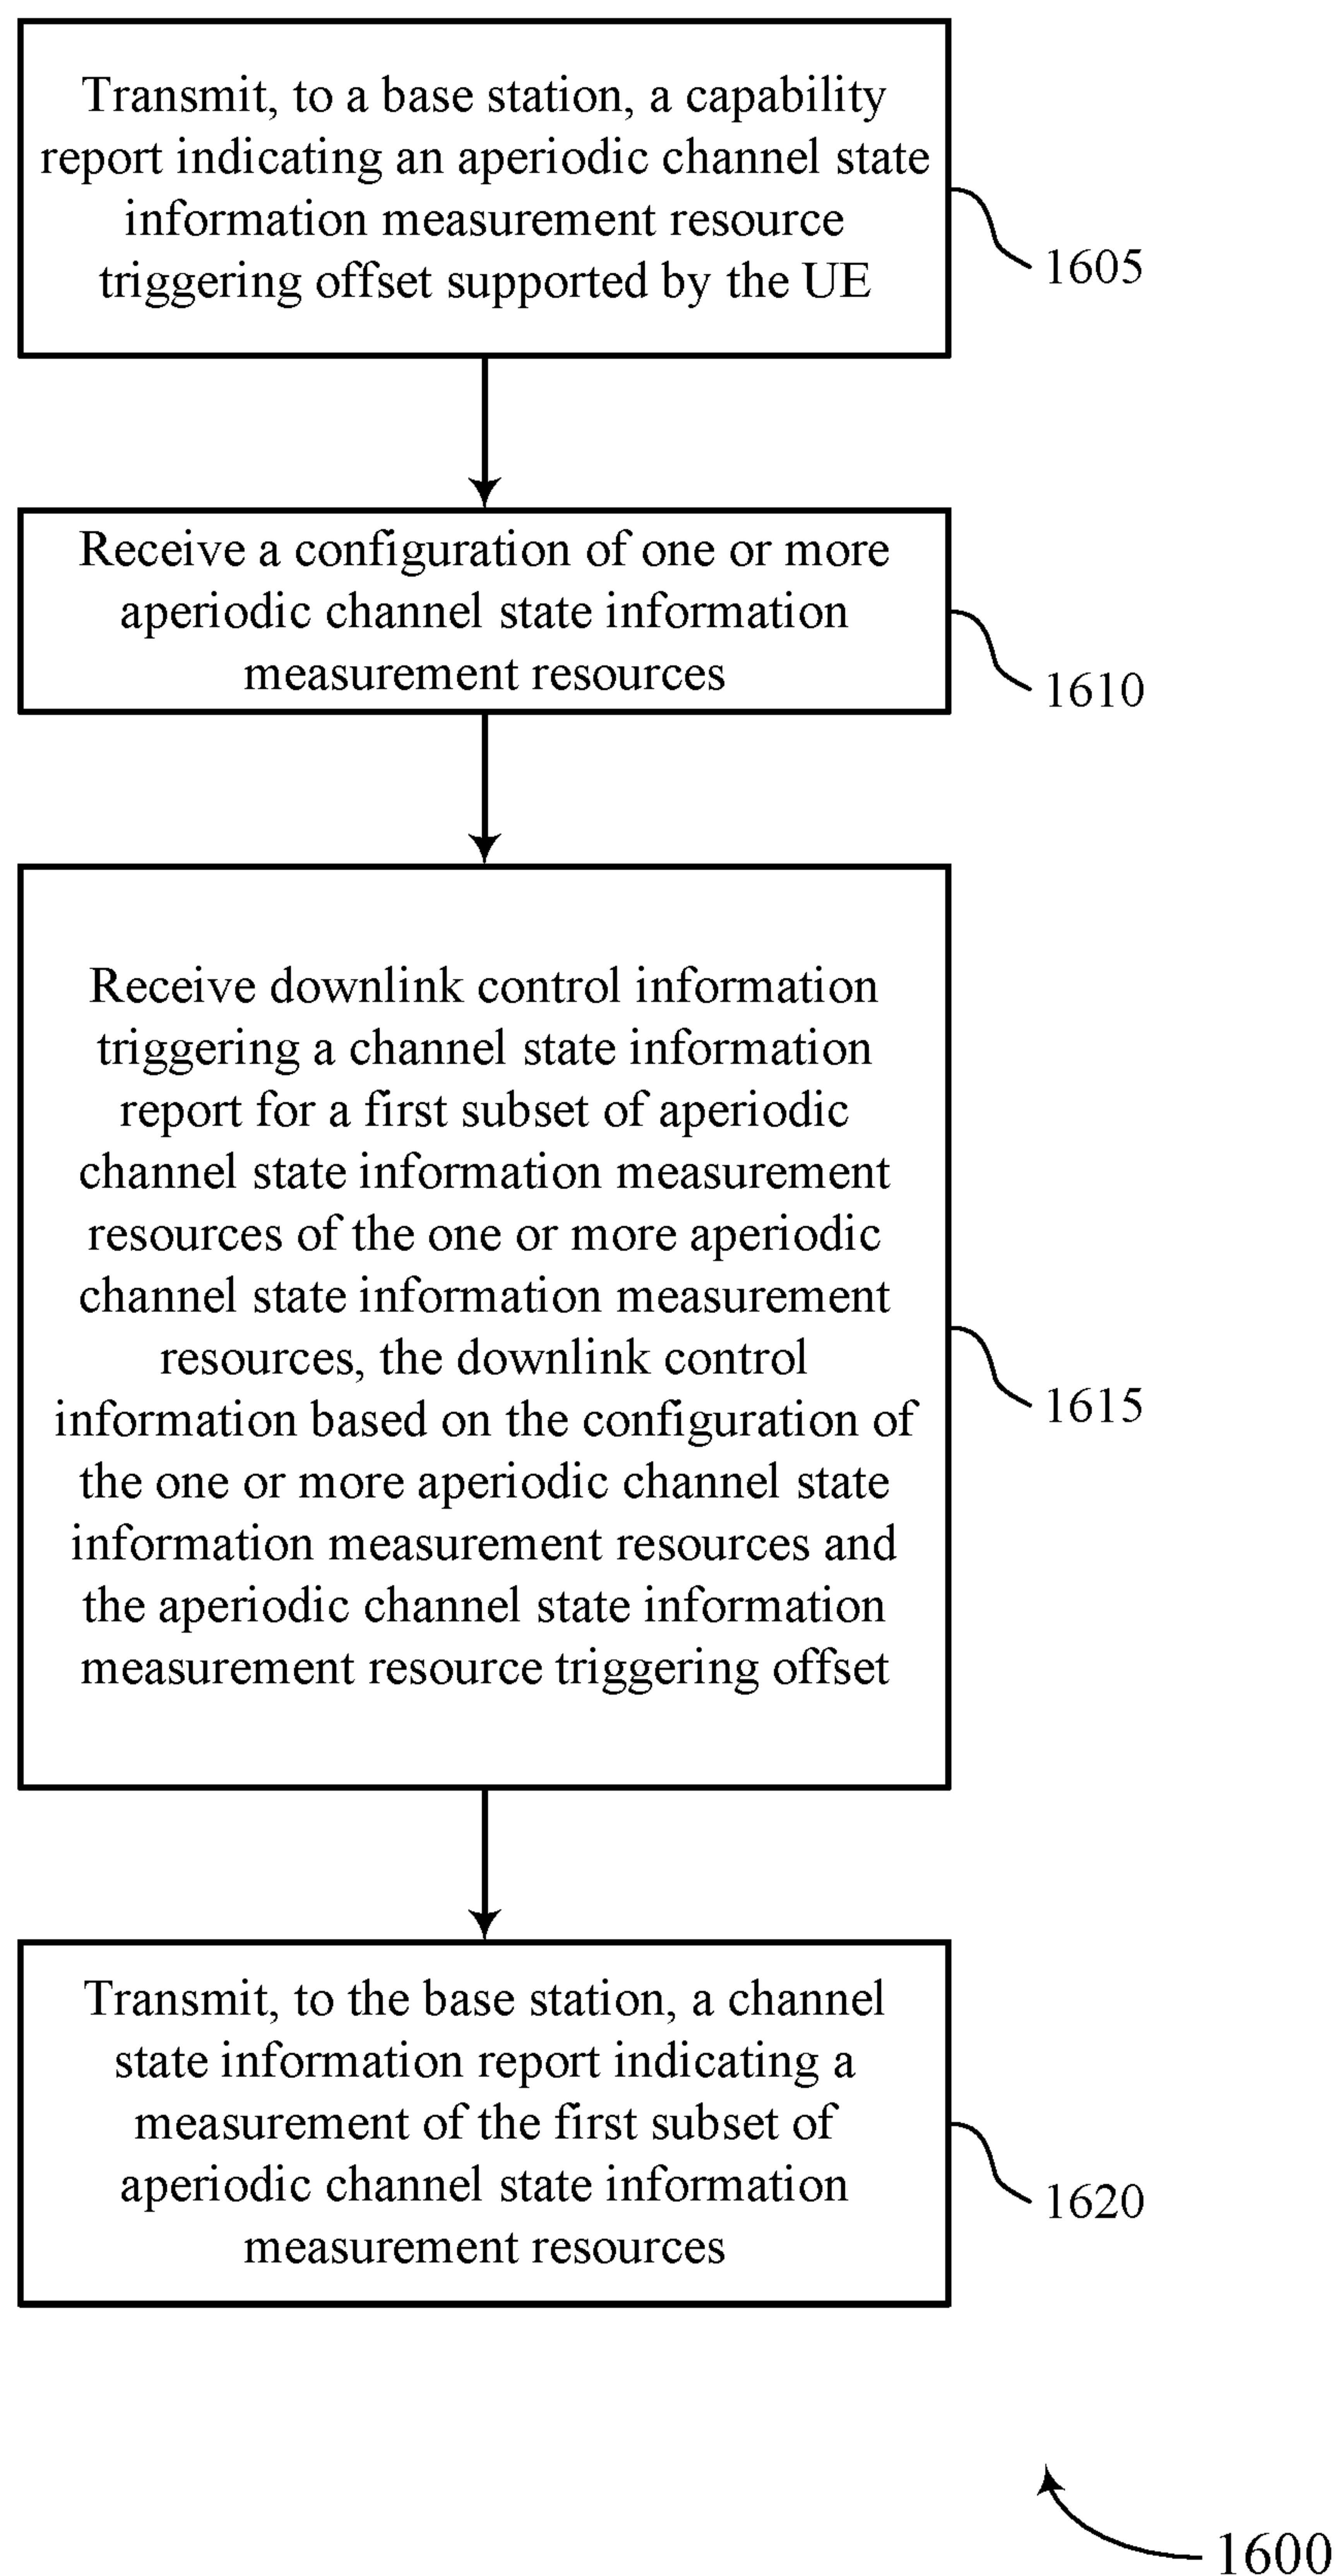 Transmit, to a base station, a capability
report indicating an aperiodic channel state
information measurement resource
triggering offset supported by the UE
1605
Receive a configuration of one or more
aperiodic channel state information
measurement resources
1610
Receive downlink control information
triggering a channel state information
report for a first subset of aperiodic
channel state information measurement
resources of the one or more aperiodic
channel state information measurement
resources, the downlink control
information based on the configuration of
the one or more aperiodic channel state
information measurement resources and
the aperiodic channel state information
measurement resource triggering offset
1615
Transmit, to the base station, a channel
state information report indicating a
measurement of the first subset of
aperiodic channel state information
measurement resources
1620
1600